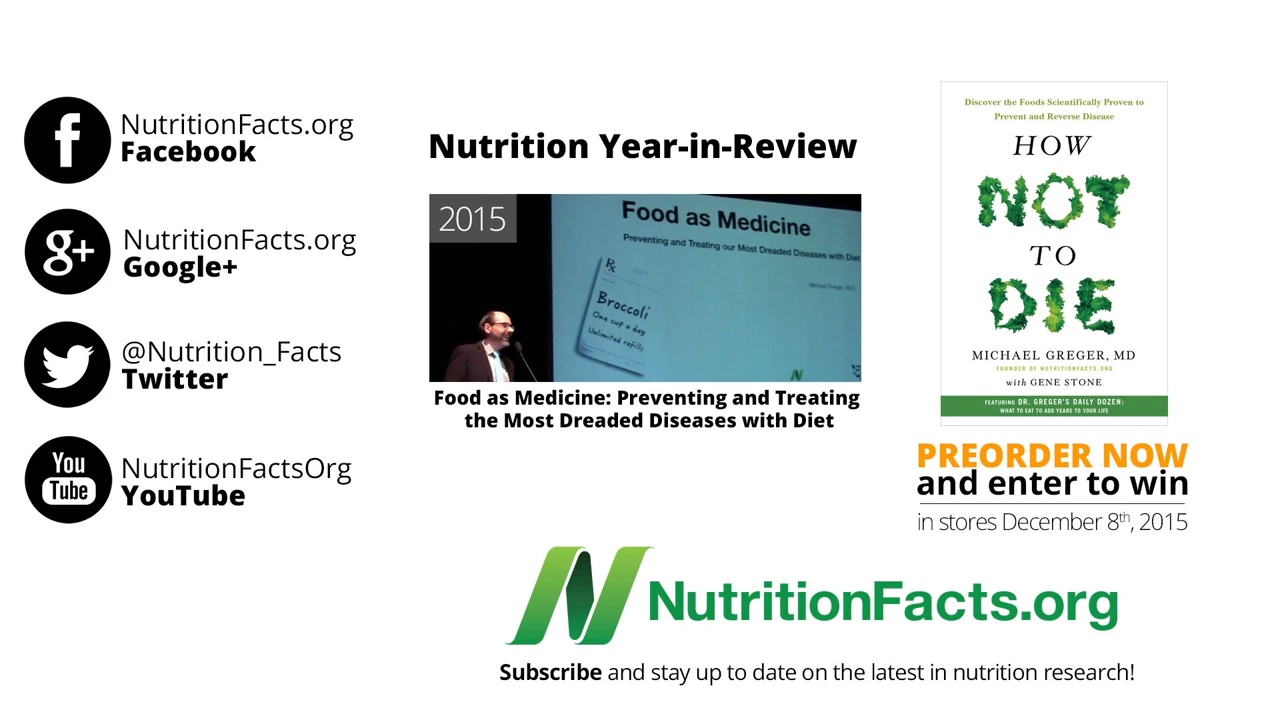 NutritionFacts.org
Facebook
g+
NutritionFacts.org
Google+
@Nutrition_Facts
Twitter
You
Tube
NutritionFactsOrg
YouTube
Nutrition Year-in-Review
2015
Food as Medicine
Preventing and Treating our Most Dreaded Diseases with Diet
Michael Greger, M.D.
Rx
Broccoli
One cup a day
Unlimited refills
Food as Medicine: Preventing and Treating
the Most Dreaded Diseases with Diet
Discover the Foods Scientifically Proven to
Prevent and Reverse Disease
HOW
NOT
TO
DIE
MICHAEL GREGER, MD
FOUNDER OF NUTRITIONFACTS.ORG
with GENE STONE
FEATURING DR. GREGER'S DAILY DOZEN:
WHAT TO EAT TO ADD YEARS TO YOUR LIFE
PREORDER NOW
and enter to win
in stores December 8th, 2015
NutritionFacts.org
Subscribe and stay up to date on the latest in nutrition research!